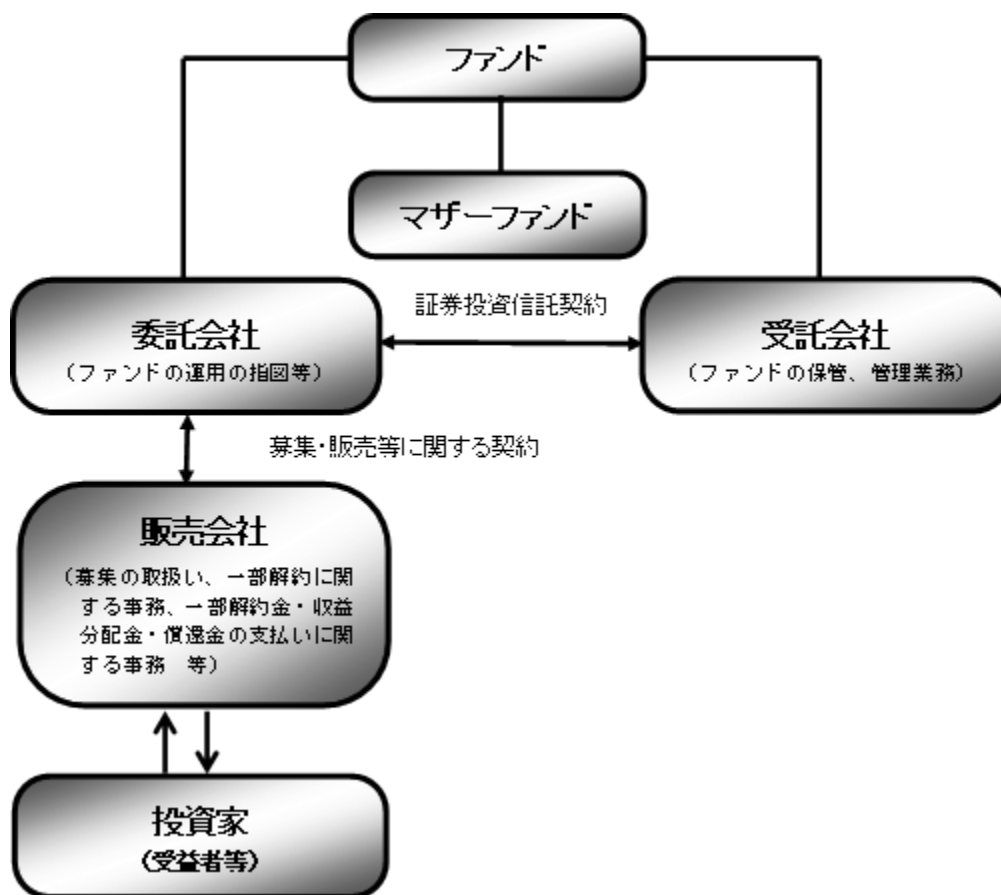 ファンド
マザーファンド
証券投資信託契約
委託会社
（ファンドの運用の指図等）
受託会社
（ファンドの保管、管理業務）
募集・販売等に関する契約
販売会社
（募集の取扱い、一部解約に関
する事務、一部解約金・収益
分配金・償還金の支払いに関
する事務　等）
投資家
（受益者等）